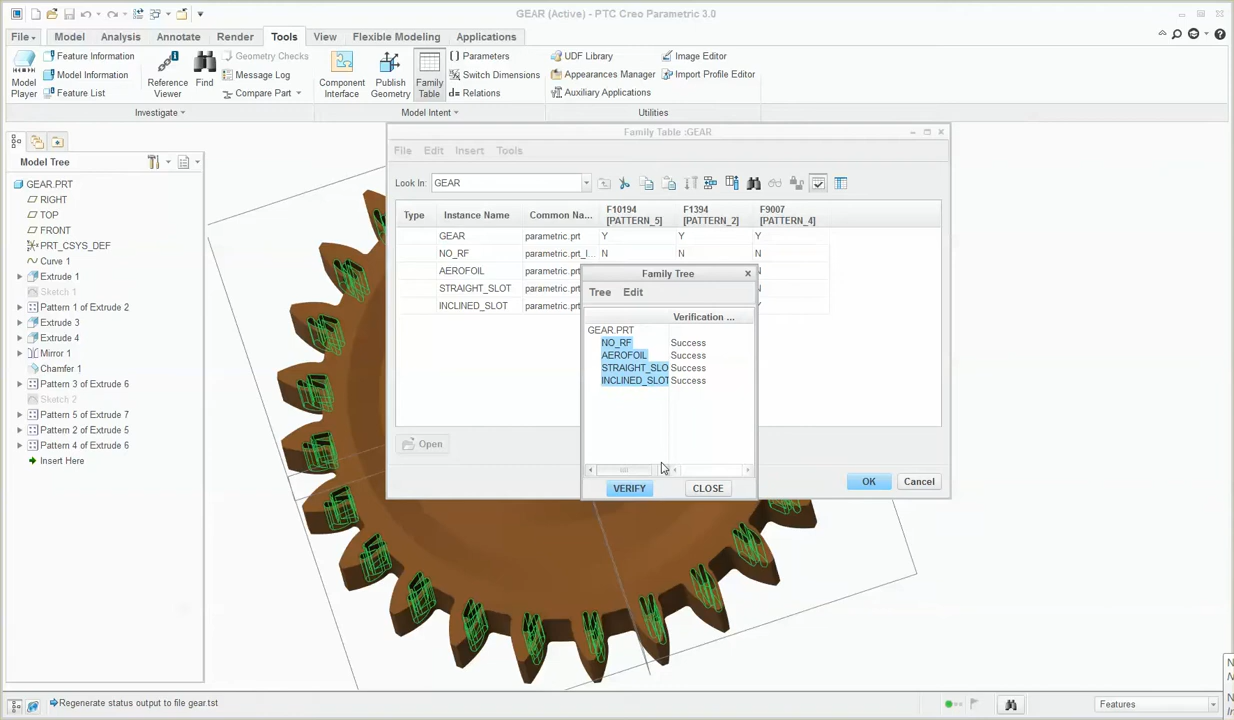 GEAR (Active) - PTC Creo Parametric 3.0
File
Model
Analysis
Annotate
Render
Tools
View
Flexible Modeling
Applications
Model Player
Feature Information
Model Information
Feature List
Reference Viewer
Find
Geometry Checks
Message Log
Compare Part
Component Interface
Publish Geometry
Family Table
Parameters
Switch Dimensions
Relations
UDF Library
Appearances Manager
Auxiliary Applications
Image Editor
Import Profile Editor
Investigate
Model Intent
Utilities
Model Tree
GEAR.PRT
RIGHT
TOP
FRONT
PRT_CSYS_DEF
Curve 1
Extrude 1
Sketch 1
Pattern 1 of Extrude 2
Extrude 3
Extrude 4
Mirror 1
Chamfer 1
Pattern 3 of Extrude 6
Sketch 2
Pattern 5 of Extrude 7
Pattern 2 of Extrude 5
Pattern 4 of Extrude 6
Insert Here
Family Table :GEAR
File Edit Insert Tools
Look In: GEAR
Type Instance Name Common Na... F10194 [PATTERN_5] F1394 [PATTERN_2] F9007 [PATTERN_4]
GEAR parametric.prt Y Y Y
NO_RF parametric.prt_I... N N
AEROFOIL parametric.prt
STRAIGHT_SLOT parametric.prt
INCLINED_SLOT parametric.prt
Open
OK
Cancel
Family Tree
Tree Edit
Verification ...
GEAR.PRT
NO_RF Success
AEROFOIL Success
STRAIGHT_SLO Success
INCLINED_SLOT Success
VERIFY
CLOSE
Regenerate status output to file gear.tst
Features